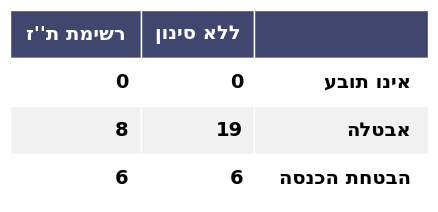 ללא סינון רשימת ת''ז
אינו תובע 0 0
אבטלה 19 8
הבטחת הכנסה 6 6